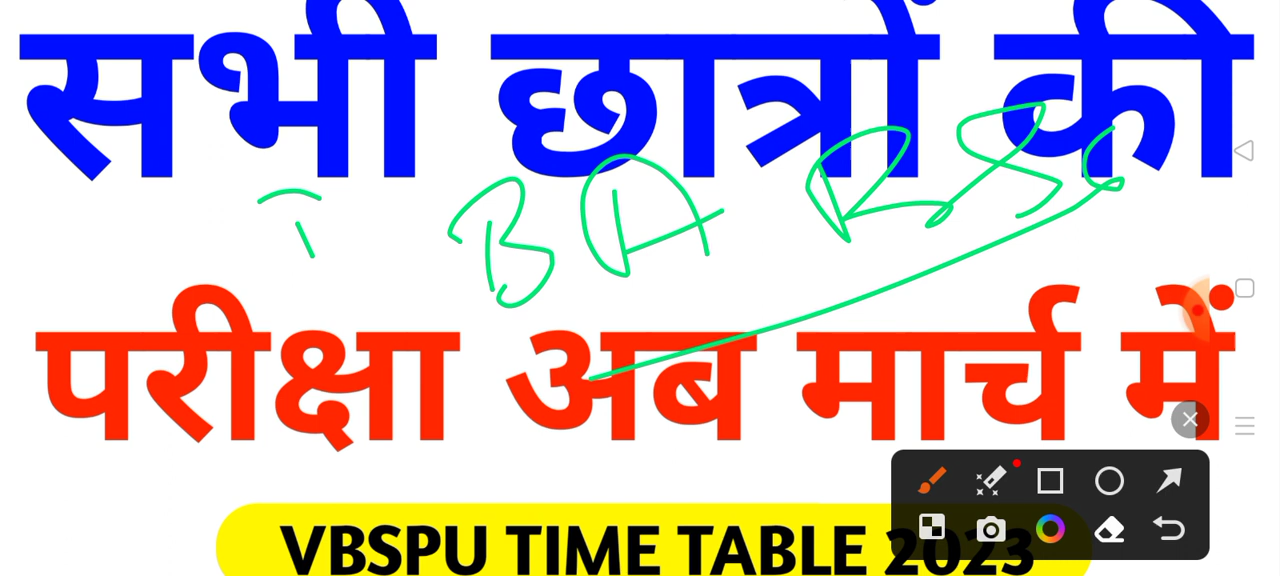 सभी छात्रों की
BA BSc
परीक्षा अब मार्च में
VBSPU TIME TABLE 2023